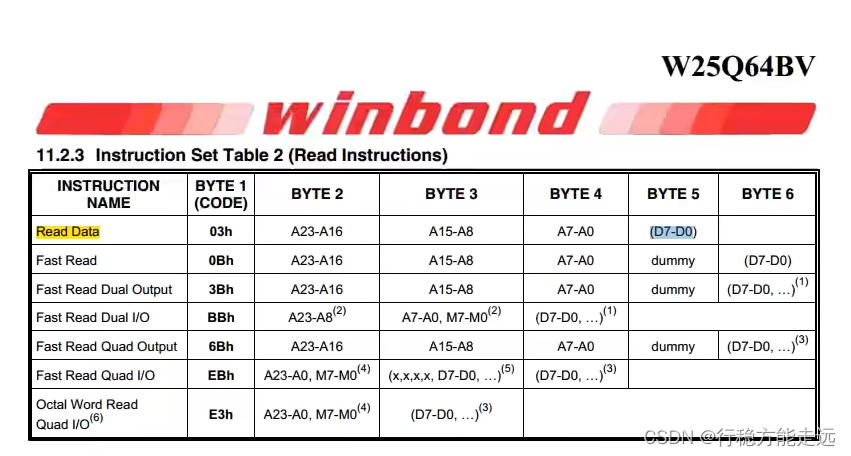 W25Q64BV
winbond
11.2.3 Instruction Set Table 2 (Read Instructions)
INSTRUCTION NAME BYTE 1 (CODE) BYTE 2 BYTE 3 BYTE 4 BYTE 5 BYTE 6
Read Data 03h A23-A16 A15-A8 A7-A0 (D7-D0)
Fast Read 0Bh A23-A16 A15-A8 A7-A0 dummy (D7-D0)
Fast Read Dual Output 3Bh A23-A16 A15-A8 A7-A0 dummy (D7-D0, …)(1)
Fast Read Dual I/O BBh A23-A8(2) A7-A0, M7-M0(2) (D7-D0, …)(1)
Fast Read Quad Output 6Bh A23-A16 A15-A8 A7-A0 dummy (D7-D0, …)(3)
Fast Read Quad I/O EBh A23-A0, M7-M0(4) (x,x,x,x, D7-D0, …)(5) (D7-D0, …)(3)
Octal Word Read Quad I/O(6) E3h A23-A0, M7-M0(4) (D7-D0, …)(3)
CSDN @行稳方能走远